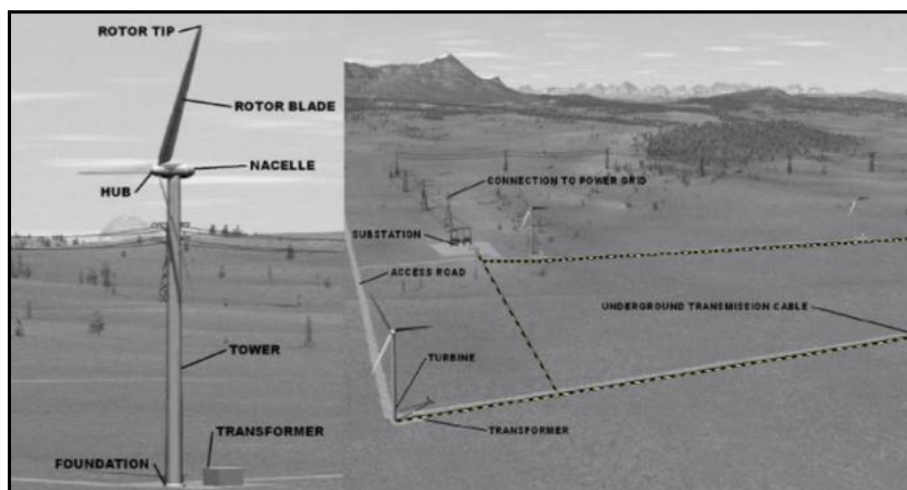 ROTOR TIP
ROTOR BLADE
NACELLE
HUB
TOWER
TRANSFORMER
FOUNDATION
CONNECTION TO POWER GRID
SUBSTATION
ACCESS ROAD
UNDERGROUND TRANSMISSION CABLE
TURBINE
TRANSFORMER